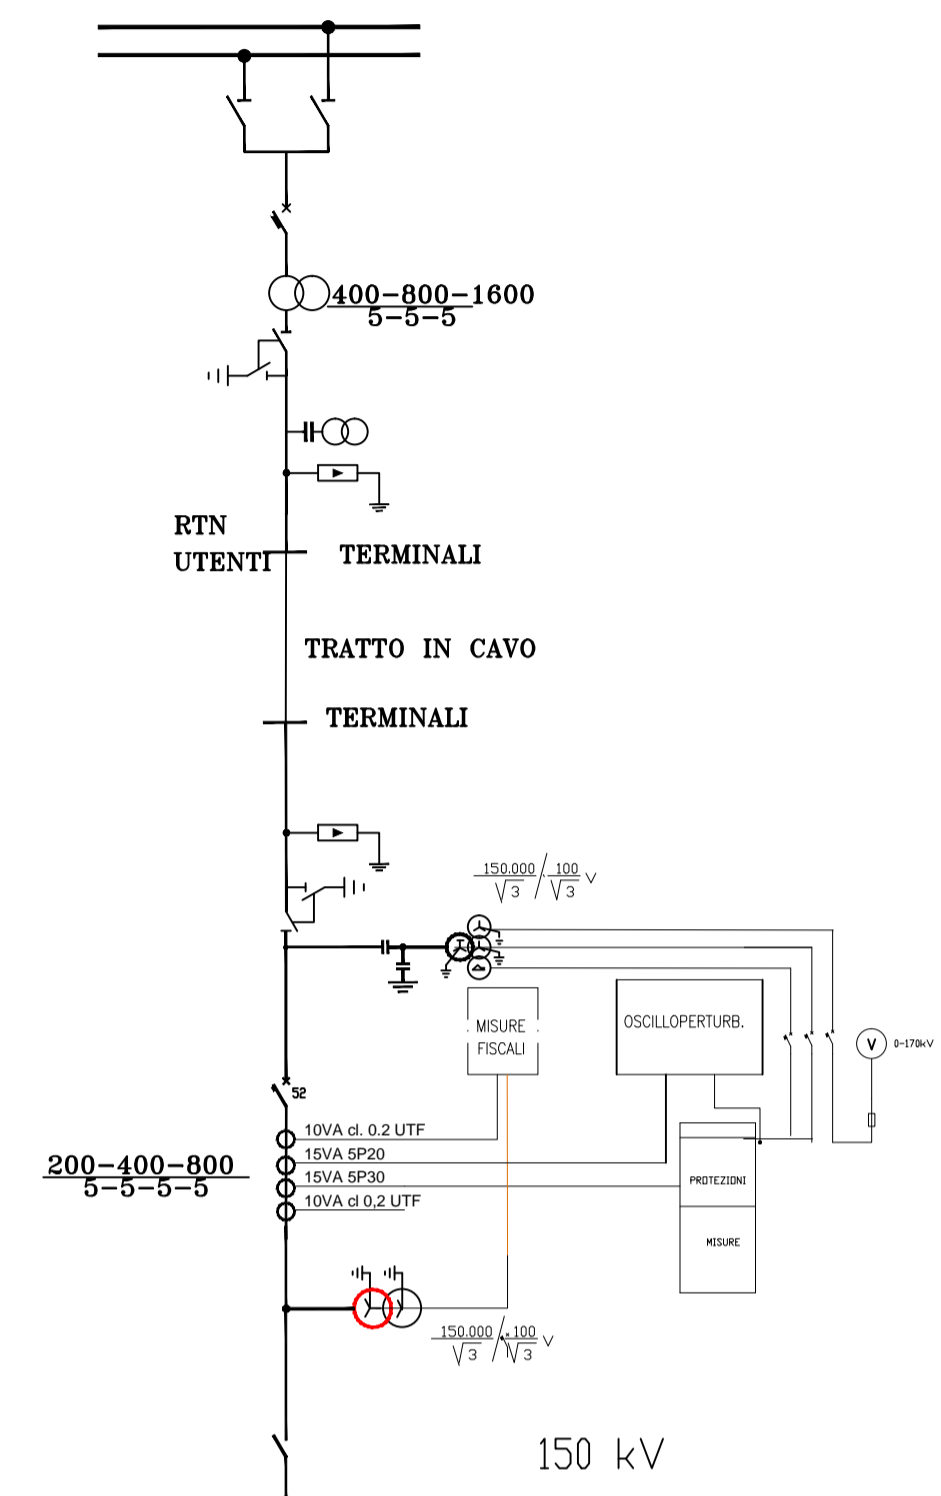 400-800-1600
5-5-5
RTN
UTENTI
TERMINALI
TRATTO IN CAVO
TERMINALI
150.000 / 100 V
√3 √3
MISURE
FISCALI
OSCILLOPERTURB.
V
0-170kV
52
10VA cl. 0.2 UTF
15VA 5P20
200-400-800
5-5-5-5
15VA 5P30
10VA cl 0,2 UTF
PROTEZIONI
MISURE
150.000 / 100 V
√3 √3
150 kV